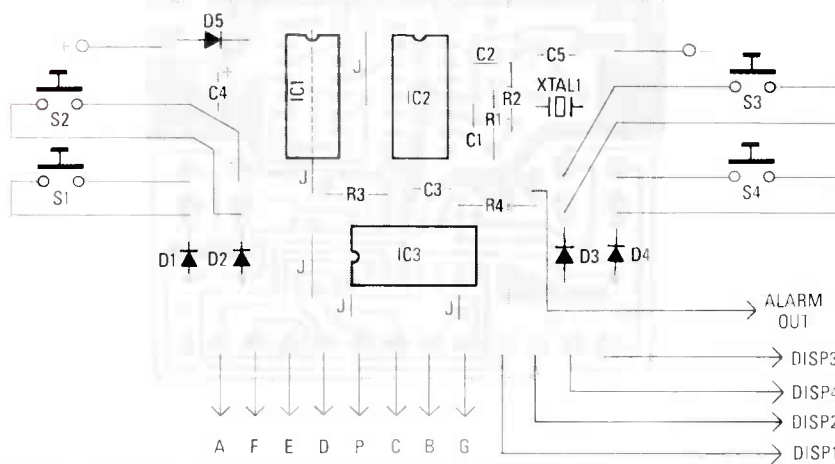 D5
+
C2
C5
J
J
XTAL1
+
C4
IC1
IC2
R2
R1
C1
S2
S3
S1
S4
J
R3
C3
R4
D1
D2
IC3
D3
D4
J
J
J
ALARM
OUT
DISP3
DISP4
DISP2
DISP1
A F E D P C B G